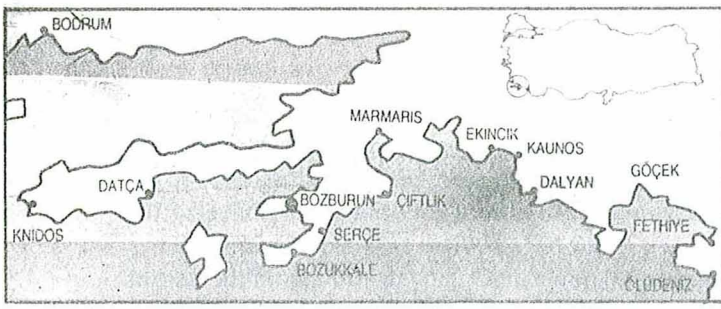 BODRUM
MARMARIS
EKINCIK
KAUNOS
GÖÇEK
DATÇA
BOZBURUN
ÇIFTLIK
DALYAN
KNIDOS
SERÇE
FETHIYE
BOZUKKALE
ÖLÜDENIZ